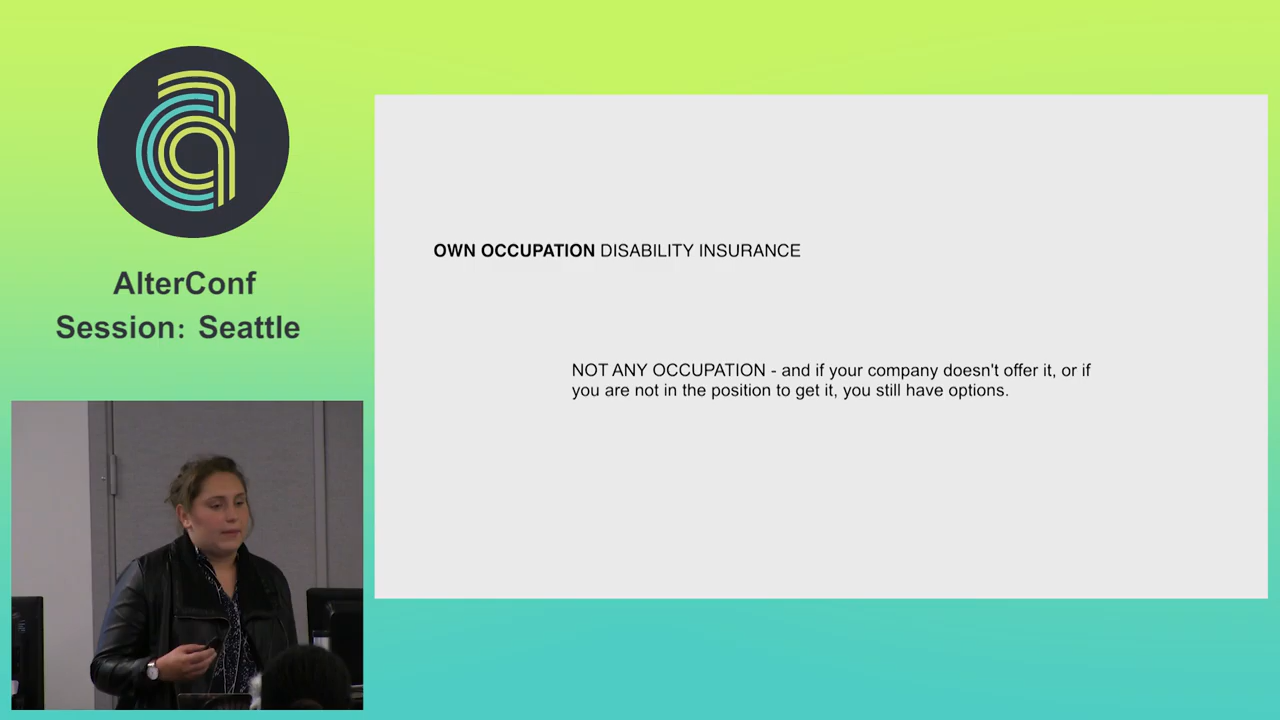 AlterConf
Session: Seattle
OWN OCCUPATION DISABILITY INSURANCE
NOT ANY OCCUPATION - and if your company doesn't offer it, or if
you are not in the position to get it, you still have options.